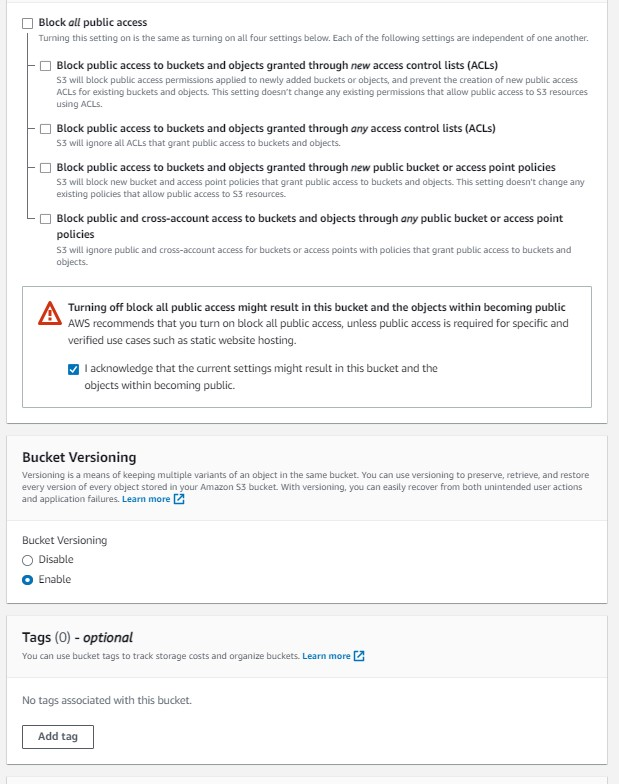 Block all public access
Turning this setting on is the same as turning on all four settings below. Each of the following settings are independent of one another.
Block public access to buckets and objects granted through new access control lists (ACLs)
S3 will block public access permissions applied to newly added buckets or objects, and prevent the creation of new public access
ACLs for existing buckets and objects. This setting doesn't change any existing permissions that allow public access to S3 resources
using ACLs.
Block public access to buckets and objects granted through any access control lists (ACLs)
S3 will ignore all ACLs that grant public access to buckets and objects.
Block public access to buckets and objects granted through new public bucket or access point policies
S3 will block new bucket and access point policies that grant public access to buckets and objects. This setting doesn't change any
existing policies that allow public access to S3 resources.
Block public and cross-account access to buckets and objects through any public bucket or access point
policies
S3 will ignore public and cross-account access for buckets or access points with policies that grant public access to buckets and
objects.
Turning off block all public access might result in this bucket and the objects within becoming public
AWS recommends that you turn on block all public access, unless public access is required for specific and
verified use cases such as static website hosting.
I acknowledge that the current settings might result in this bucket and the
objects within becoming public.
Bucket Versioning
Versioning is a means of keeping multiple variants of an object in the same bucket. You can use versioning to preserve, retrieve, and restore
every version of every object stored in your Amazon S3 bucket. With versioning, you can easily recover from both unintended user actions
and application failures. Learn more
Bucket Versioning
Disable
Enable
Tags (0) - optional
You can use bucket tags to track storage costs and organize buckets. Learn more
No tags associated with this bucket.
Add tag